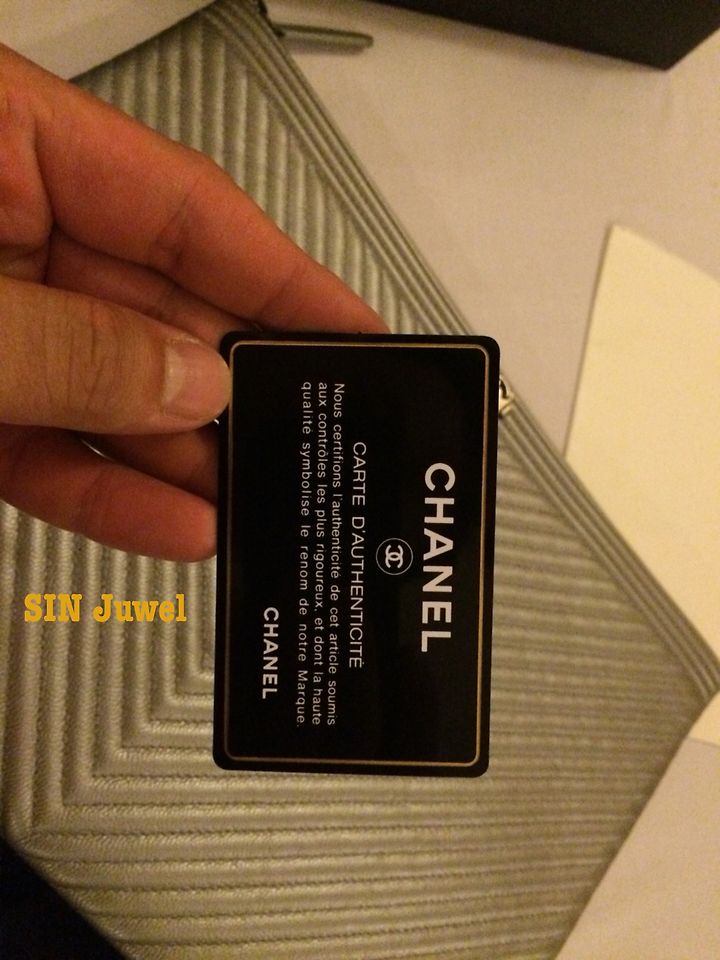 CHANEL
CARTE D'AUTHENTICITÉ
Nous certifions l'authenticité de cet article soumis
aux contrôles les plus rigoureux, et dont la haute
qualité symbolise le renom de notre Marque.
CHANEL
SIN Juwel